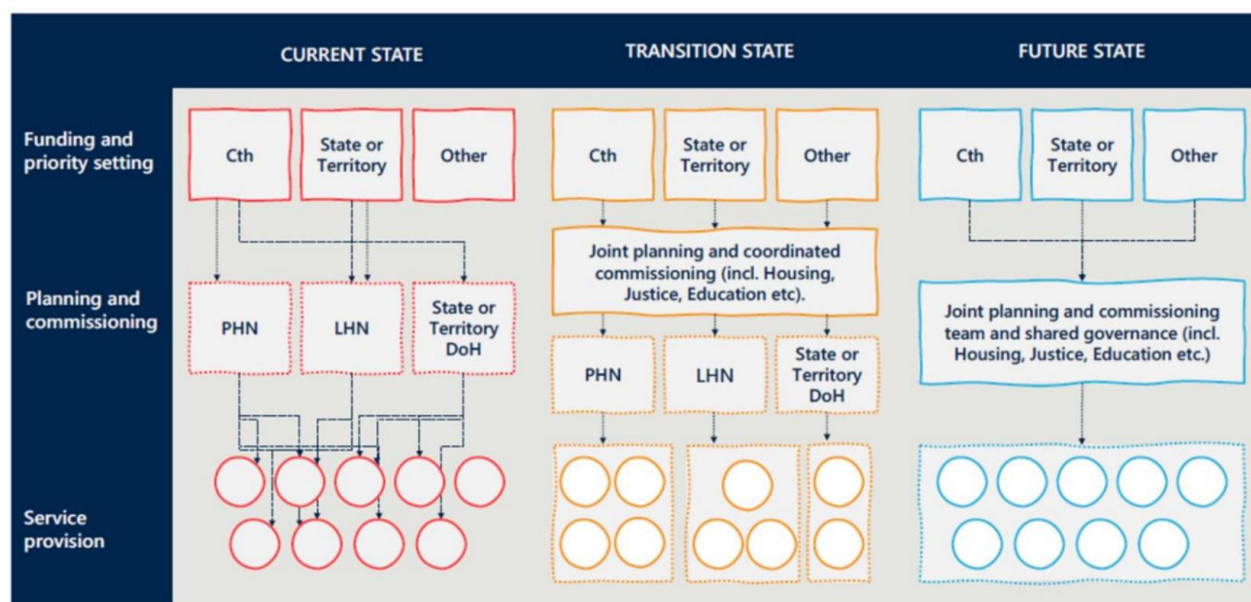 CURRENT STATE
TRANSITION STATE
FUTURE STATE
Funding and
priority setting
Cth
State or
Territory
Other
Cth
State or
Territory
Other
Cth
State or
Territory
Other
Planning and
commissioning
PHN
LHN
State or
Territory
DoH
Joint planning and coordinated
commissioning (incl. Housing,
Justice, Education etc).
PHN
LHN
State or
Territory
DoH
Joint planning and commissioning
team and shared governance (incl.
Housing, Justice, Education etc.)
Service
provision